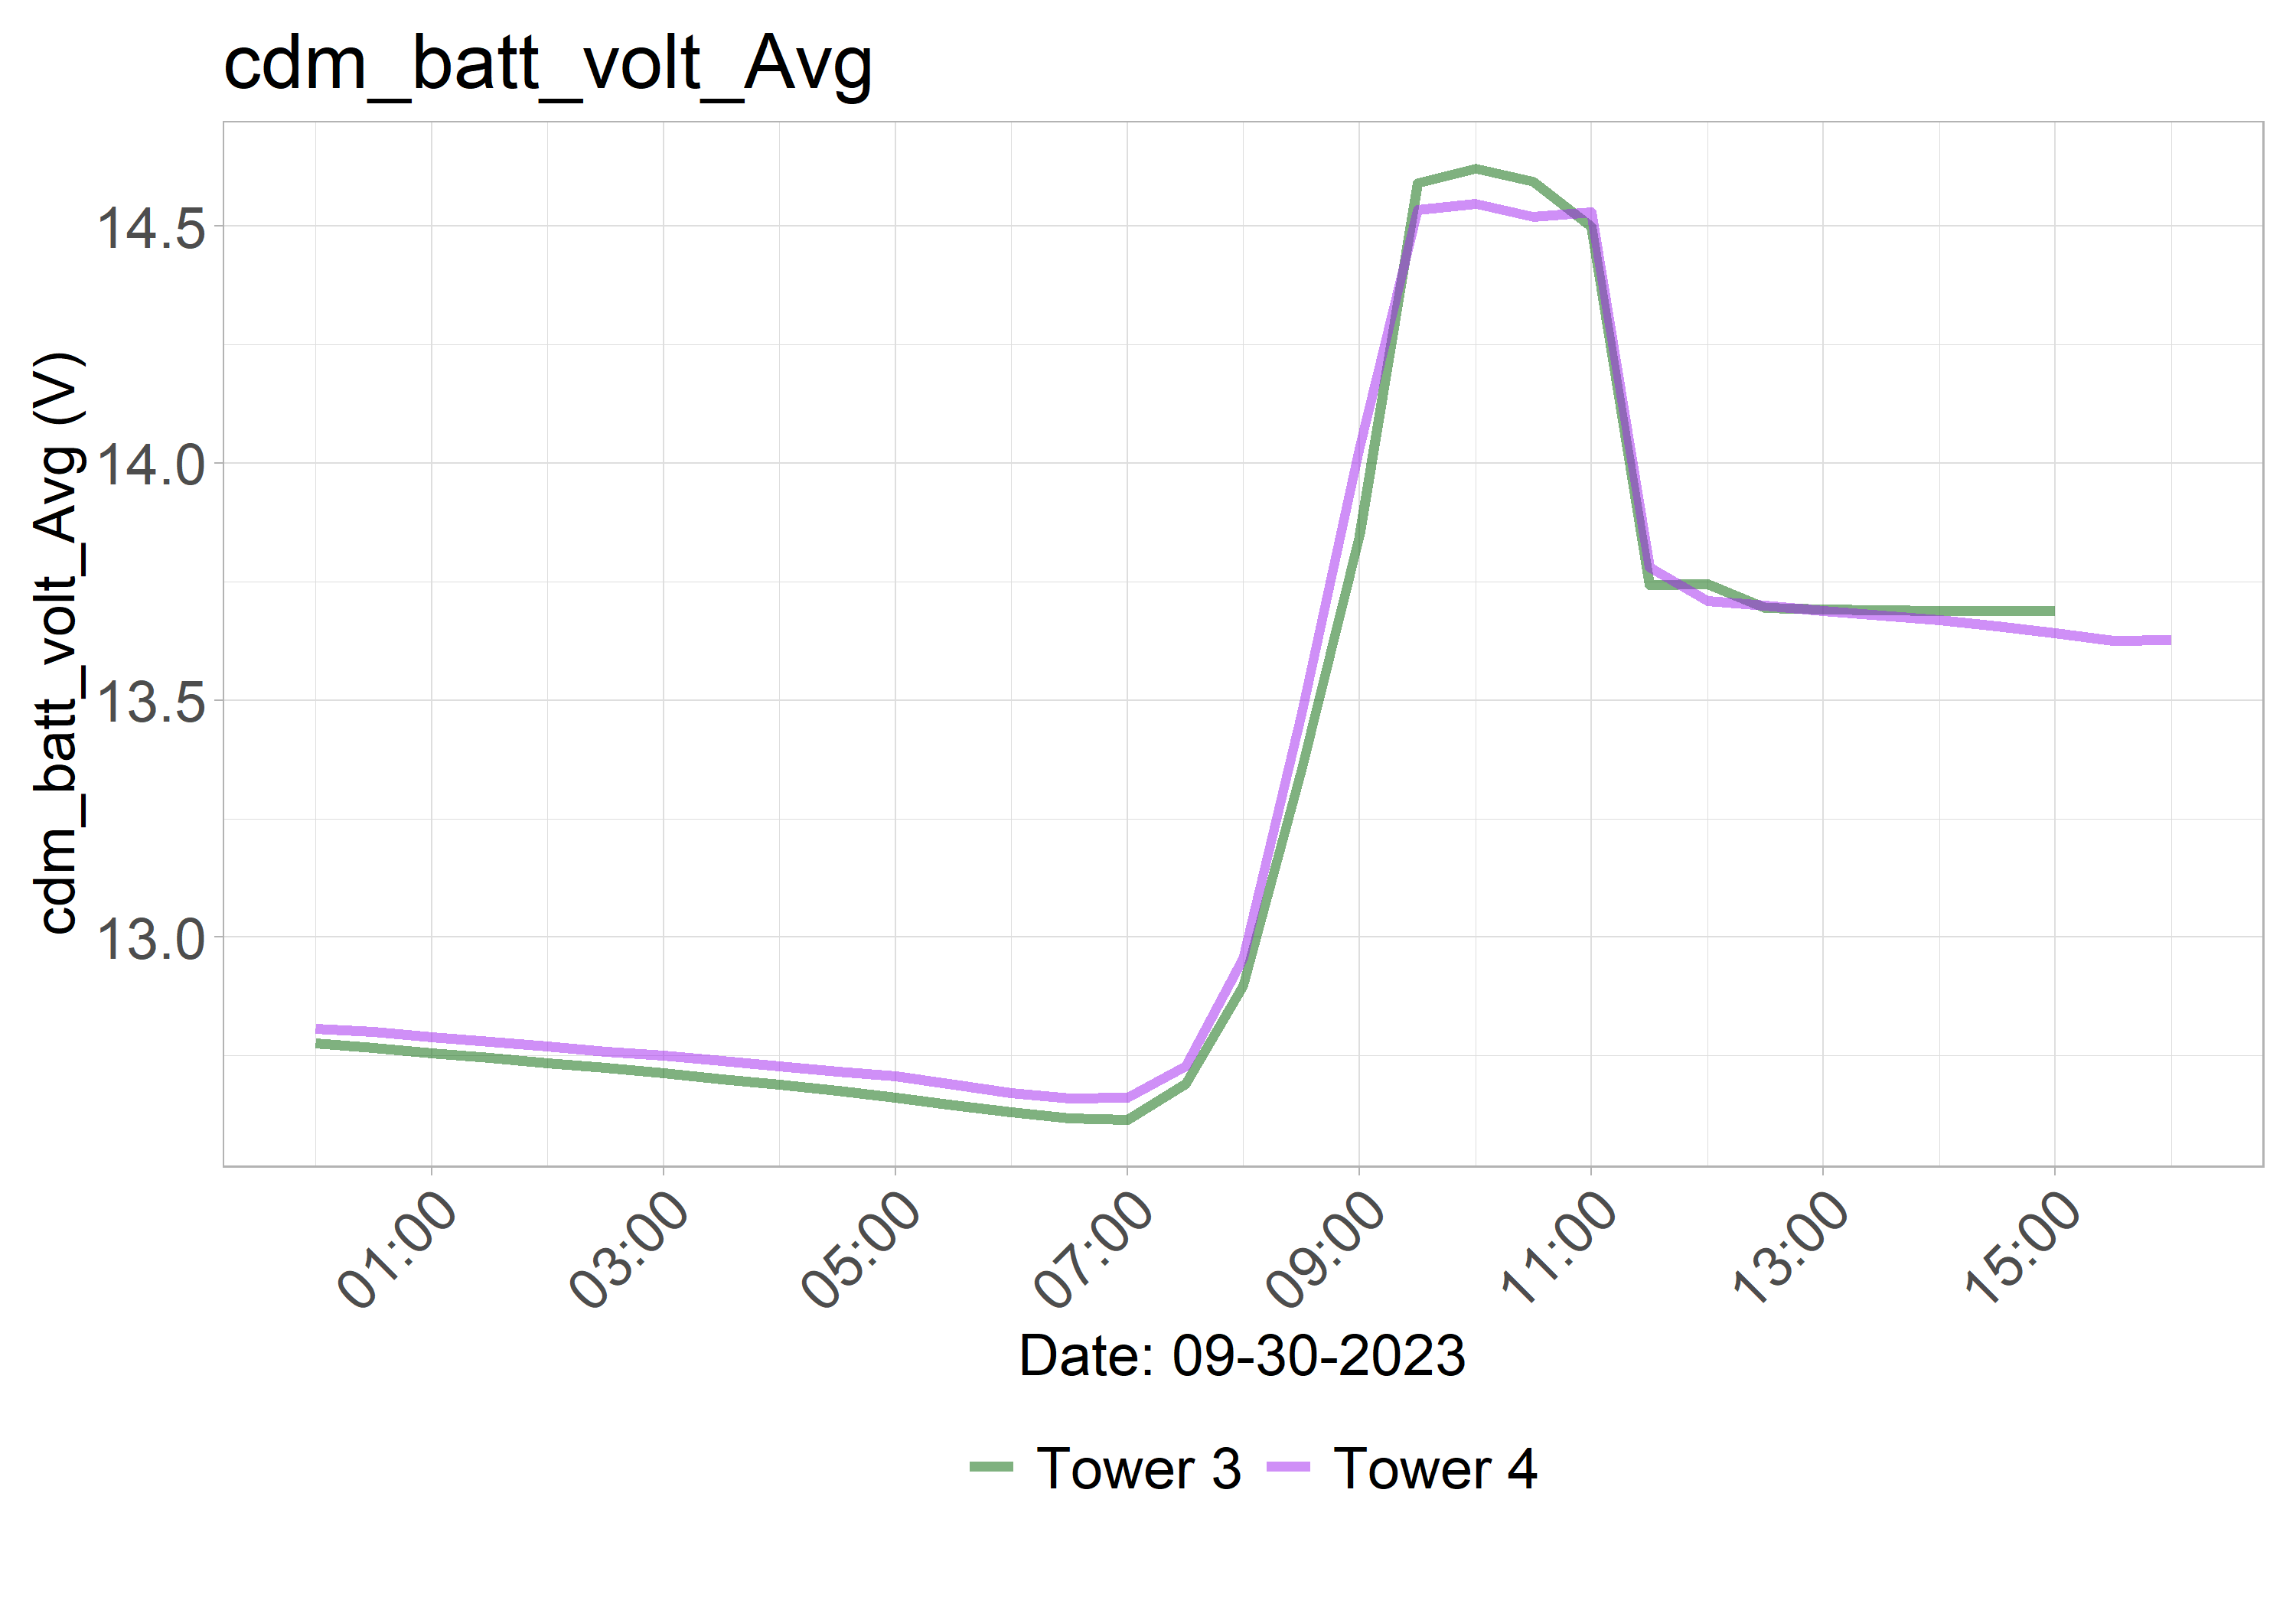 cdm_batt_volt_Avg
cdm_batt_volt_Avg (V)
14.5
14.0
13.5
13.0
01:00
03:00
05:00
07:00
09:00
11:00
13:00
15:00
Date: 09-30-2023
Tower 3
Tower 4